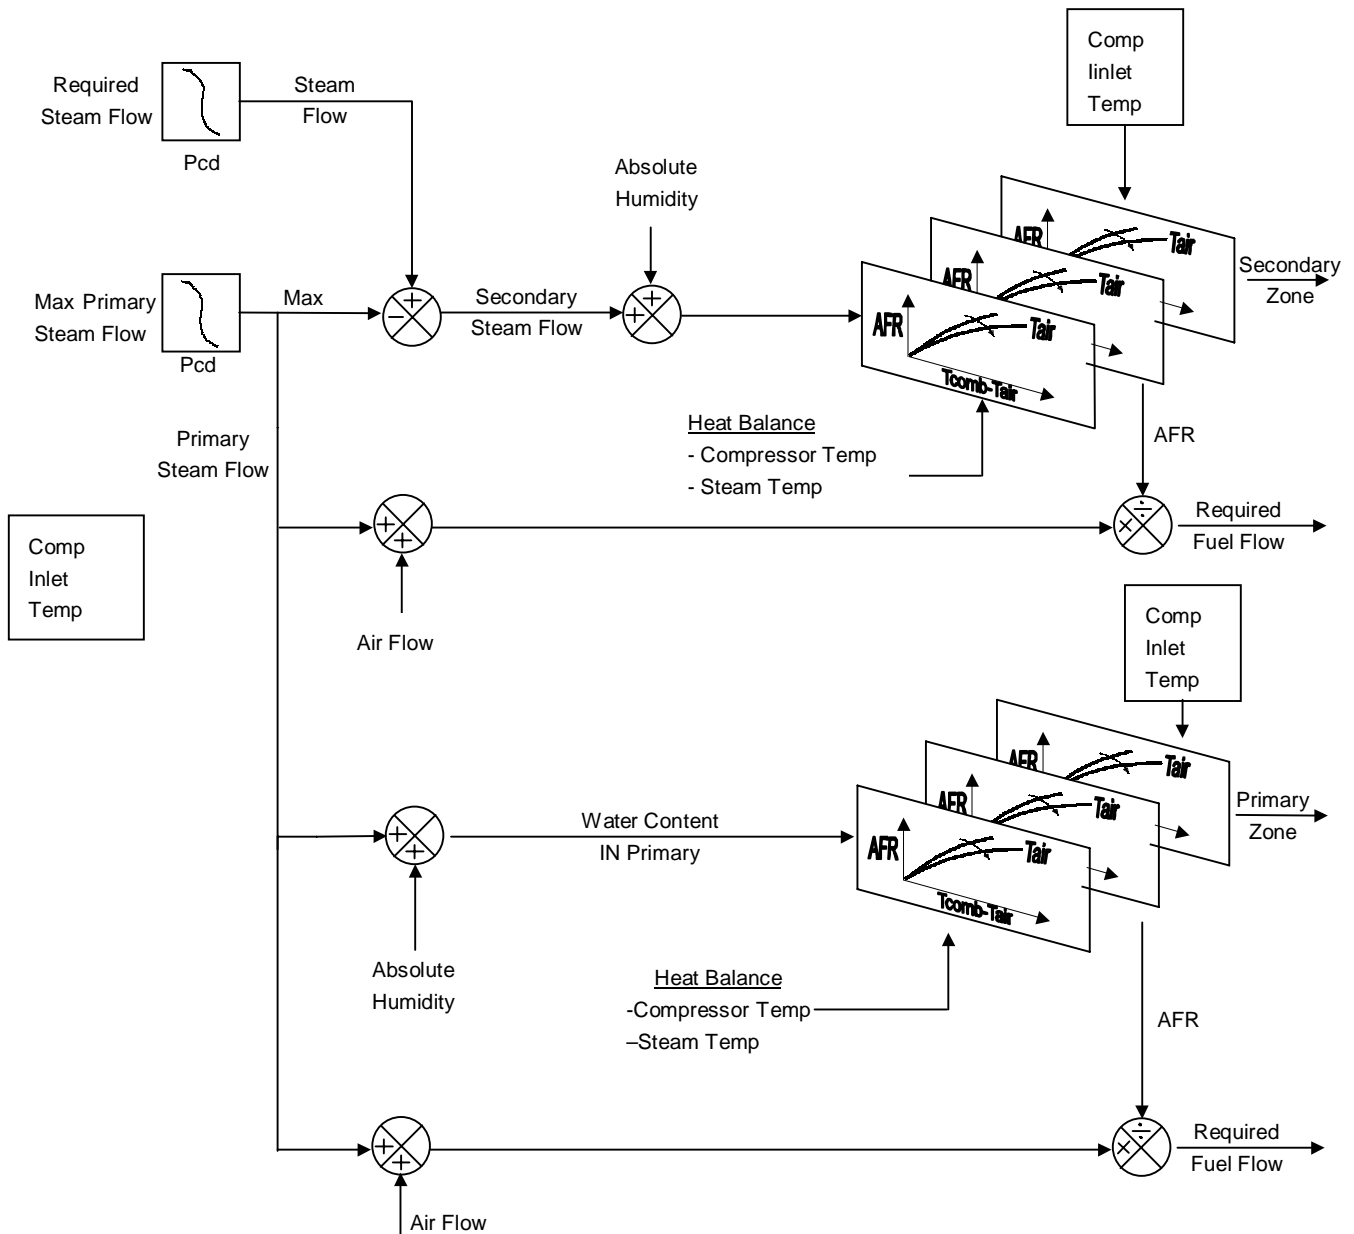 Comp
Iinlet
Temp
Required
Steam Flow
Steam
Flow
Pcd
Absolute
Humidity
AFR
Tair
AFR
Tair
AFR
Tair
Tcomb-Tair
Secondary
Zone
Max Primary
Steam Flow
Max
Pcd
+
−
Secondary
Steam Flow
+
+
Heat Balance
- Compressor Temp
- Steam Temp
AFR
Primary
Steam Flow
+
+
÷
×
Required
Fuel Flow
Comp
Inlet
Temp
Air Flow
Comp
Inlet
Temp
AFR
Tair
AFR
Tair
AFR
Tair
Tcomb-Tair
Primary
Zone
+
+
Water Content
IN Primary
Absolute
Humidity
Heat Balance
-Compressor Temp
–Steam Temp
AFR
+
+
÷
×
Required
Fuel Flow
Air Flow